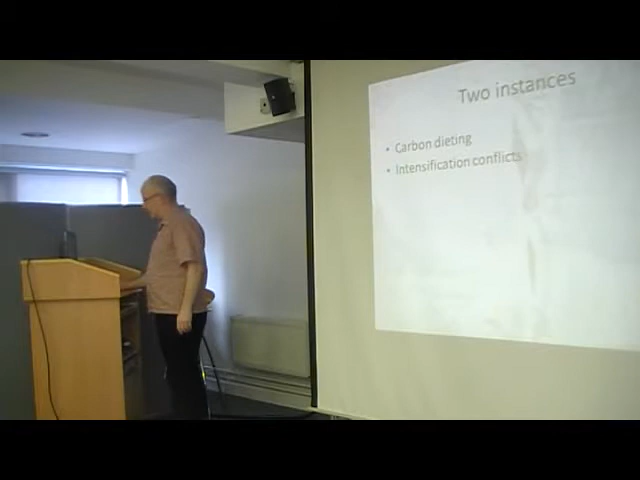 Two instances
• Carbon dieting
• Intensification conflicts